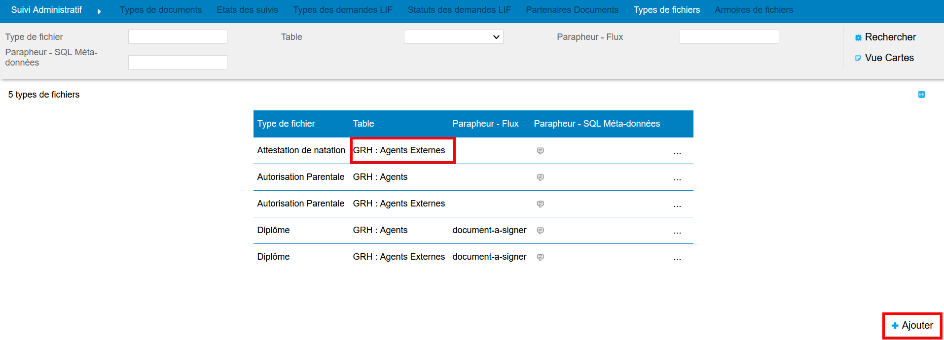 Suivi Administratif Types de documents Etats des suivis Types des demandes LIF Statuts des demandes LIF Partenaires Documents Types de fichiers Armoires de fichiers
Type de fichier Table Parapheur - Flux Rechercher
Parapheur - SQL Méta-
données Vue Cartes
5 types de fichiers
Type de fichier Table Parapheur - Flux Parapheur - SQL Méta-données
Attestation de natation GRH : Agents Externes ...
Autorisation Parentale GRH : Agents ...
Autorisation Parentale GRH : Agents Externes ...
Diplôme GRH : Agents document-a-signer ...
Diplôme GRH : Agents Externes document-a-signer ...
+ Ajouter